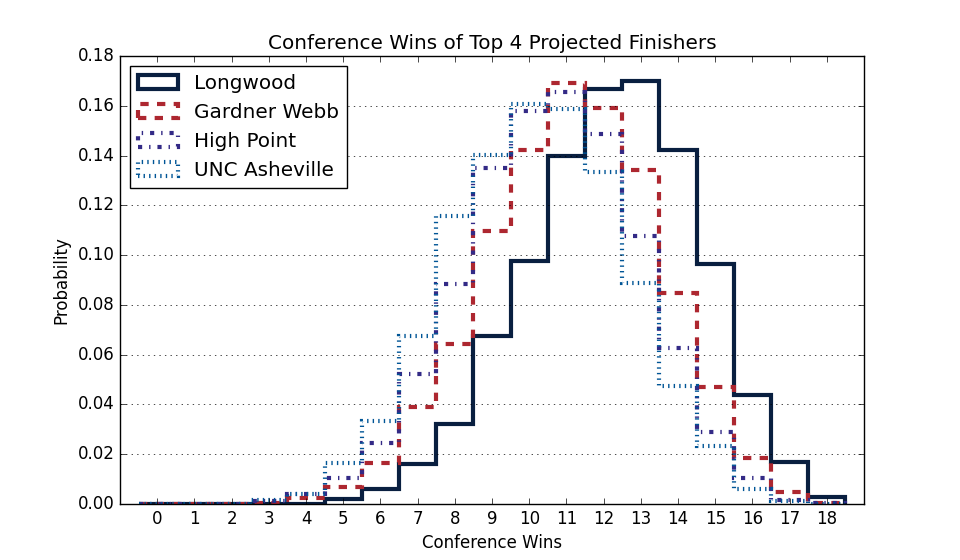 Conference Wins of Top 4 Projected Finishers
0.18
0.16
0.14
0.12
0.10
0.08
0.06
0.04
0.02
0.00
Probability
Longwood
Gardner Webb
High Point
UNC Asheville
0 1 2 3 4 5 6 7 8 9 10 11 12 13 14 15 16 17 18
Conference Wins